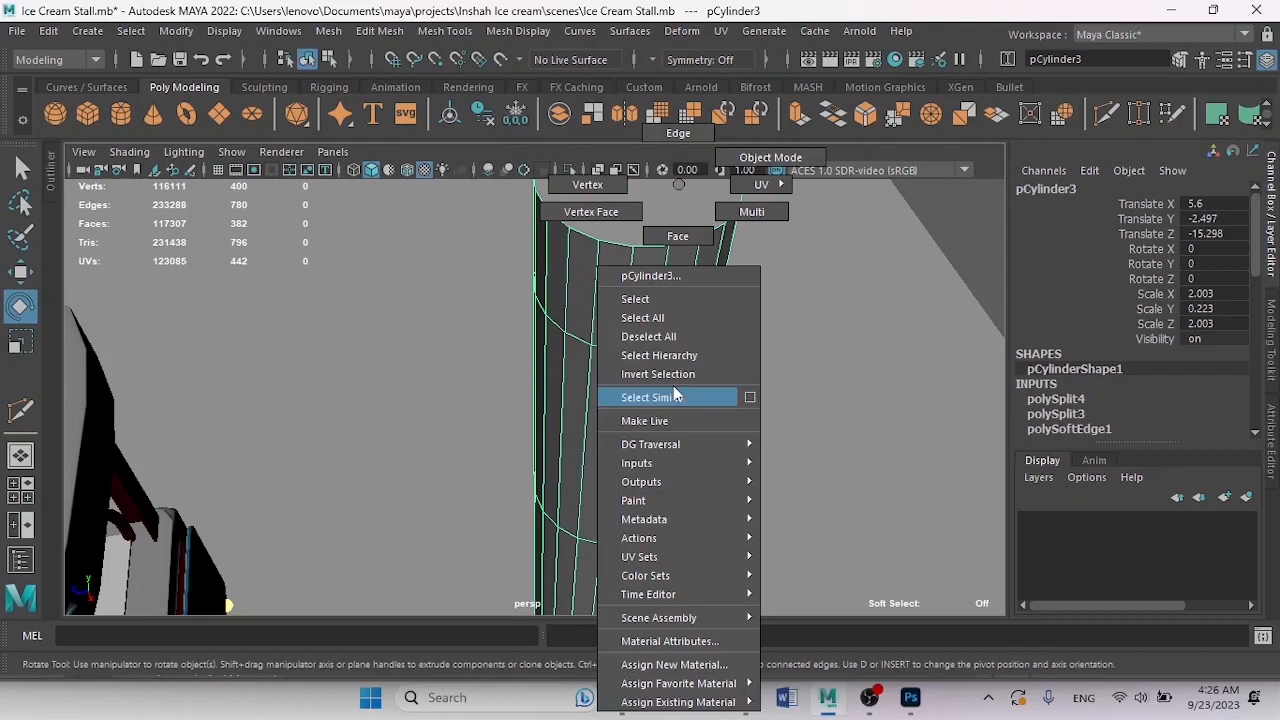 Ice Cream Stall.mb* - Autodesk MAYA 2022: C:\Users\lenovo\Documents\maya\projects\Inshah Ice cream\scenes\Ice Cream Stall.mb --- pCylinder3
File Edit Create Select Modify Display Windows Mesh Edit Mesh Mesh Tools Mesh Display Curves Surfaces Deform UV Generate Cache Arnold Help
Workspace : Maya Classic*
Modeling No Live Surface Symmetry: Off pCylinder3
Curves / Surfaces Poly Modeling Sculpting Rigging Animation Rendering FX FX Caching Custom Arnold Bifrost MASH Motion Graphics XGen Bullet
View Shading Lighting Show Renderer Panels
0.00 1.00 ACES 1.0 SDR-video (sRGB)
Outliner
Verts: 116111 400 0
Edges: 233288 780 0
Faces: 117307 382 0
Tris: 231438 796 0
UVs: 123085 442 0
Edge
Object Mode
Vertex
UV
Vertex Face
Multi
Face
pCylinder3...
Select
Select All
Deselect All
Select Hierarchy
Invert Selection
Make Live
DG Traversal
Inputs
Outputs
Paint
Metadata
Actions
UV Sets
Color Sets
Time Editor
Scene Assembly
Material Attributes...
Assign New Material...
Assign Favorite Material
Assign Existing Material
persp
Soft Select: Off
Channels Edit Object Show
pCylinder3
Translate X 5.6
Translate Y -2.497
Translate Z -15.298
Rotate X 0
Rotate Y 0
Rotate Z 0
Scale X 2.003
Scale Y 0.223
Scale Z 2.003
Visibility on
SHAPES
pCylinderShape1
INPUTS
polySplit4
polySplit3
polySoftEdge1
Display Anim
Layers Options Help
Channel Box / Layer Editor
Modeling Toolkit
Attribute Editor
MEL
Rotate Tool: Use manipulator to rotate object(s). Shift+drag manipulator axis or plane handles to extrude components or clone objects. Ctrl+ connected edges. Use D or INSERT to change the pivot position and axis orientation.
Search
ENG
4:26 AM
9/23/2023